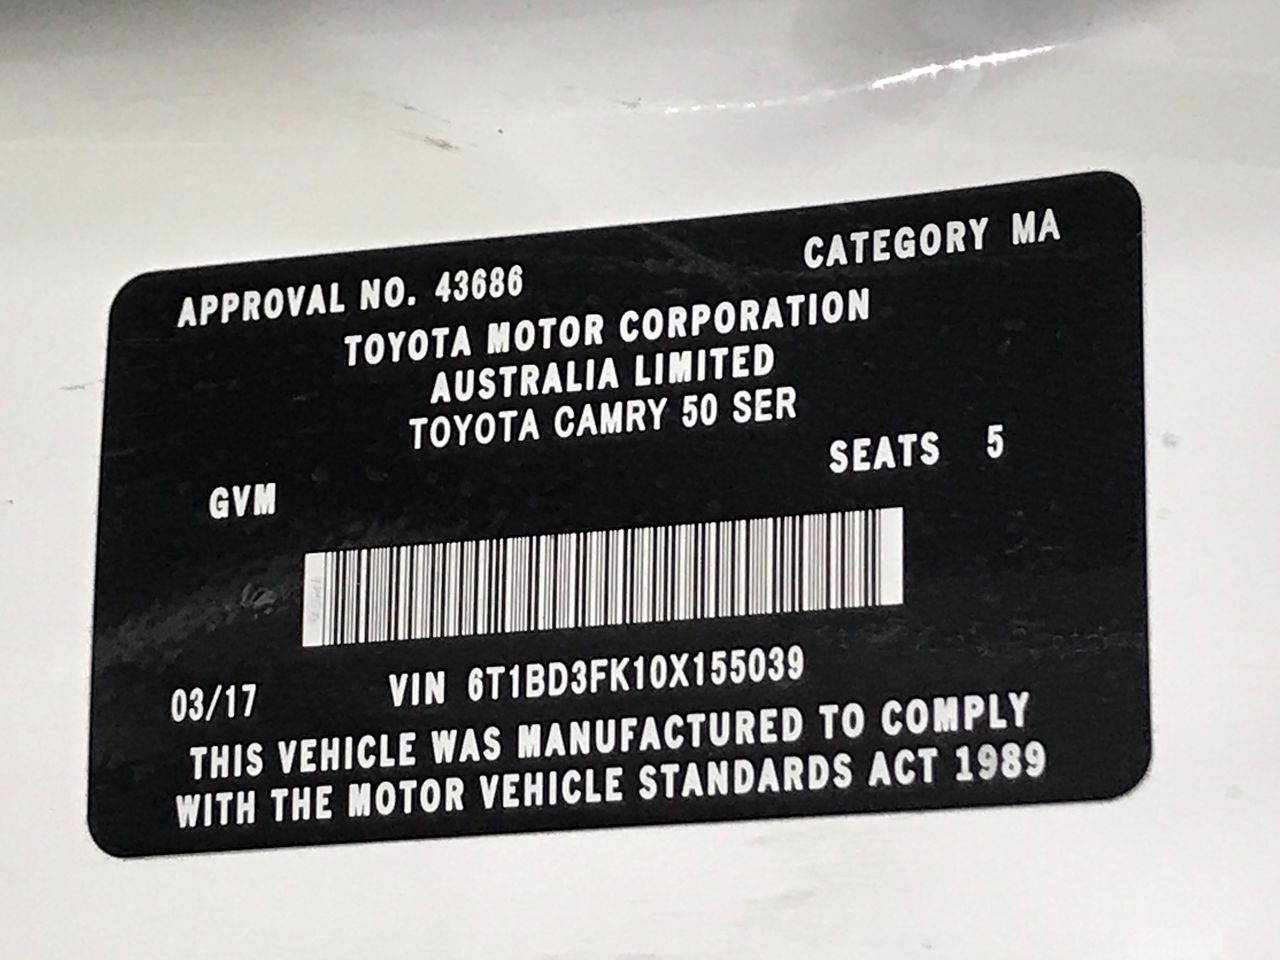 APPROVAL NO. 43686 CATEGORY MA
TOYOTA MOTOR CORPORATION
AUSTRALIA LIMITED
TOYOTA CAMRY 50 SER
GVM SEATS 5
03/17 VIN 6T1BD3FK10X155039
THIS VEHICLE WAS MANUFACTURED TO COMPLY
WITH THE MOTOR VEHICLE STANDARDS ACT 1989